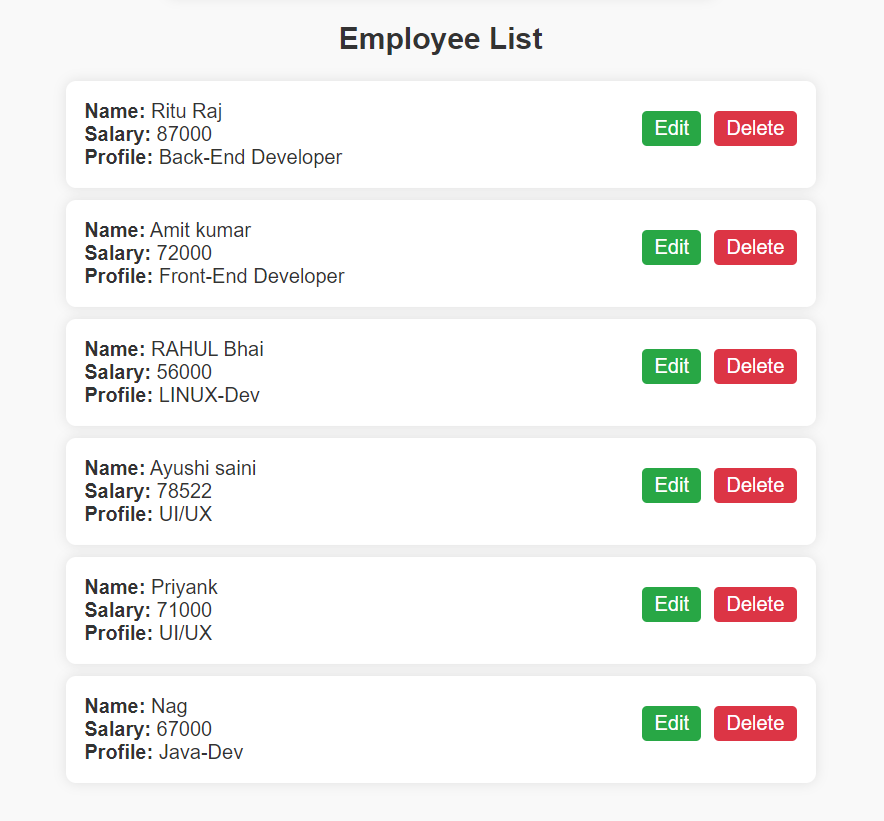 Employee List
Name: Ritu Raj
Salary: 87000
Profile: Back-End Developer
Edit Delete
Name: Amit kumar
Salary: 72000
Profile: Front-End Developer
Edit Delete
Name: RAHUL Bhai
Salary: 56000
Profile: LINUX-Dev
Edit Delete
Name: Ayushi saini
Salary: 78522
Profile: UI/UX
Edit Delete
Name: Priyank
Salary: 71000
Profile: UI/UX
Edit Delete
Name: Nag
Salary: 67000
Profile: Java-Dev
Edit Delete